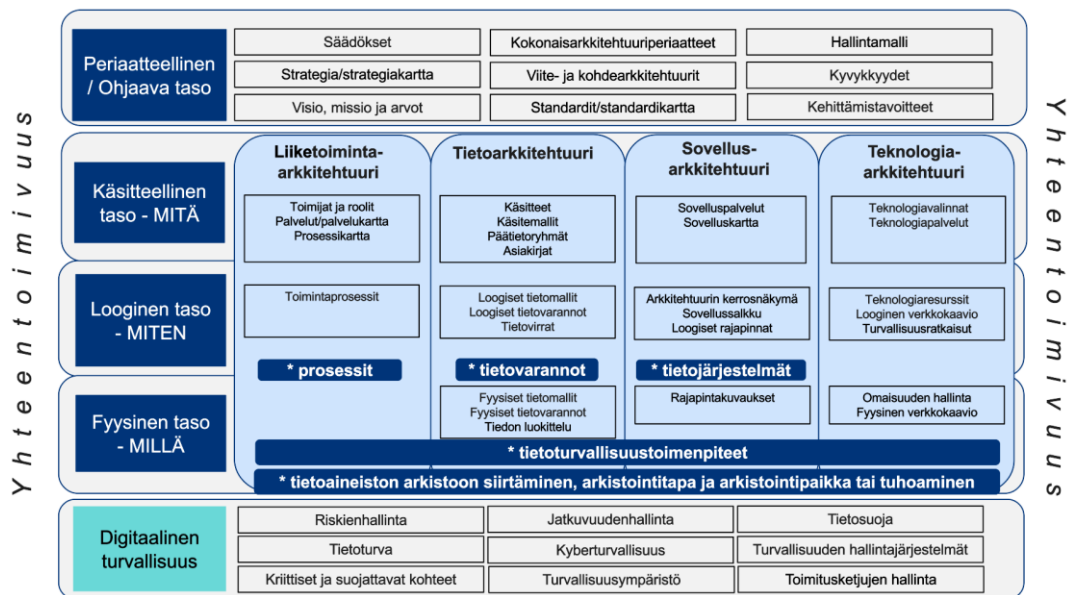 Yhteentoimivuus
Periaatteellinen
/ Ohjaava taso
Säädökset
Kokonaisarkkitehtuuriperiaatteet
Hallintamalli
Strategia/strategiakartta
Viite- ja kohdearkkitehtuurit
Kyvykkyydet
Visio, missio ja arvot
Standardit/standardikartta
Kehittämistavoitteet
Liiketoiminta-
arkkitehtuuri
Tietoarkkitehtuuri
Sovellus-
arkkitehtuuri
Teknologia-
arkkitehtuuri
Käsitteellinen
taso - MITÄ
Toimijat ja roolit
Palvelut/palvelukartta
Prosessikartta
Käsitteet
Käsitemallit
Päätietoryhmät
Asiakirjat
Sovelluspalvelut
Sovelluskartta
Teknologiavalinnat
Teknologiapalvelut
Looginen taso
- MITEN
Toimintaprosessit
Loogiset tietomallit
Loogiset tietovarannot
Tietovirrat
Arkkitehtuurin kerrosnäkymä
Sovellussalkku
Loogiset rajapinnat
Teknologiaresurssit
Looginen verkkokaavio
Turvallisuusratkaisut
* prosessit
* tietovarannot
* tietojärjestelmät
Fyysinen taso
- MILLÄ
Fyysiset tietomallit
Fyysiset tietovarannot
Tiedon luokittelu
Rajapintakuvaukset
Omaisuuden hallinta
Fyysinen verkkokaavio
* tietoturvallisuustoimenpiteet
* tietoaineiston arkistoon siirtäminen, arkistointitapa ja arkistointipaikka tai tuhoaminen
Digitaalinen
turvallisuus
Riskienhallinta
Jatkuvuudenhallinta
Tietosuoja
Tietoturva
Kyberturvallisuus
Turvallisuuden hallintajärjestelmät
Kriittiset ja suojattavat kohteet
Turvallisuusympäristö
Toimitusketjujen hallinta
Yhteentoimivuus